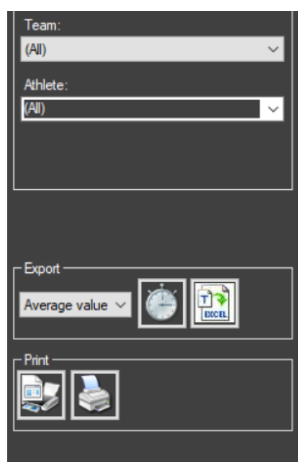 Team:
(All)
Athlete:
(All)
Export
Average value
T
EXCEL
Print